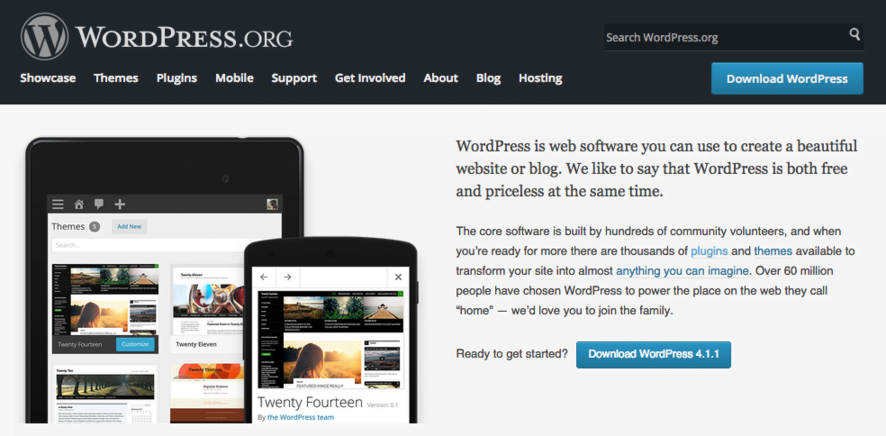 WORDPRESS.ORG
Search WordPress.org
Showcase Themes Plugins Mobile Support Get Involved About Blog Hosting
Download WordPress
WordPress is web software you can use to create a beautiful
website or blog. We like to say that WordPress is both free
and priceless at the same time.
The core software is built by hundreds of community volunteers, and when
you’re ready for more there are thousands of plugins and themes available to
transform your site into almost anything you can imagine. Over 60 million
people have chosen WordPress to power the place on the web they call
“home” — we’d love you to join the family.
Ready to get started? Download WordPress 4.1.1
Themes 5 Add New
Search...
Twenty Fourteen Customize
Twenty Eleven
Twenty Ten
Twenty Fourteen Version: 0.1
By the WordPress team